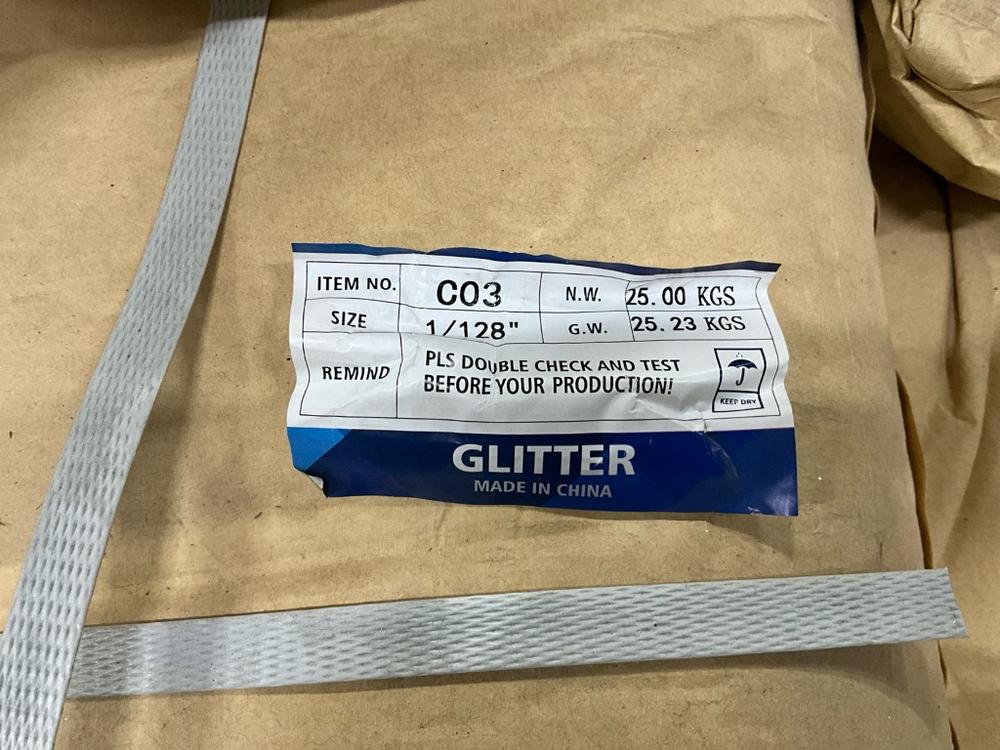 ITEM NO. C03 N.W. 25.00 KGS
SIZE 1/128" G.W. 25.23 KGS
REMIND PLS DOUBLE CHECK AND TEST
BEFORE YOUR PRODUCTION!
KEEP DRY
GLITTER
MADE IN CHINA